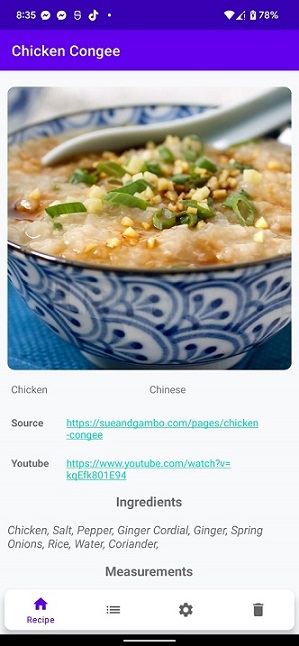 8:35
78%
Chicken Congee
Chicken Chinese
Source https://sueandgambo.com/pages/chicken
-congee
Youtube https://www.youtube.com/watch?v=
kqEfk801E94
Ingredients
Chicken, Salt, Pepper, Ginger Cordial, Ginger, Spring
Onions, Rice, Water, Coriander,
Measurements
Recipe